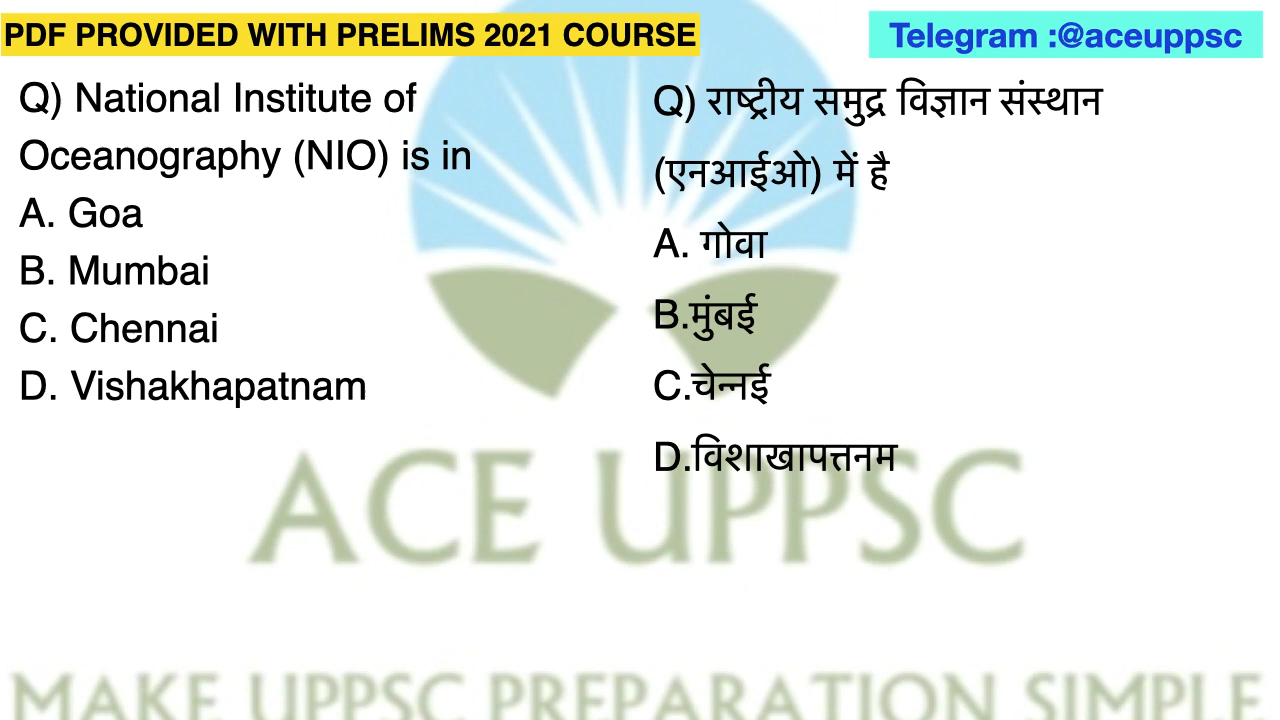 PDF PROVIDED WITH PRELIMS 2021 COURSE
Telegram :@aceuppsc
Q) National Institute of
Oceanography (NIO) is in
A. Goa
B. Mumbai
C. Chennai
D. Vishakhapatnam
Q) राष्ट्रीय समुद्र विज्ञान संस्थान
(एनआईओ) में है
A. गोवा
B.मुंबई
C.चेन्नई
D.विशाखापत्तनम
ACE UPPSC
MAKE UPPSC PREPARATION SIMPLE